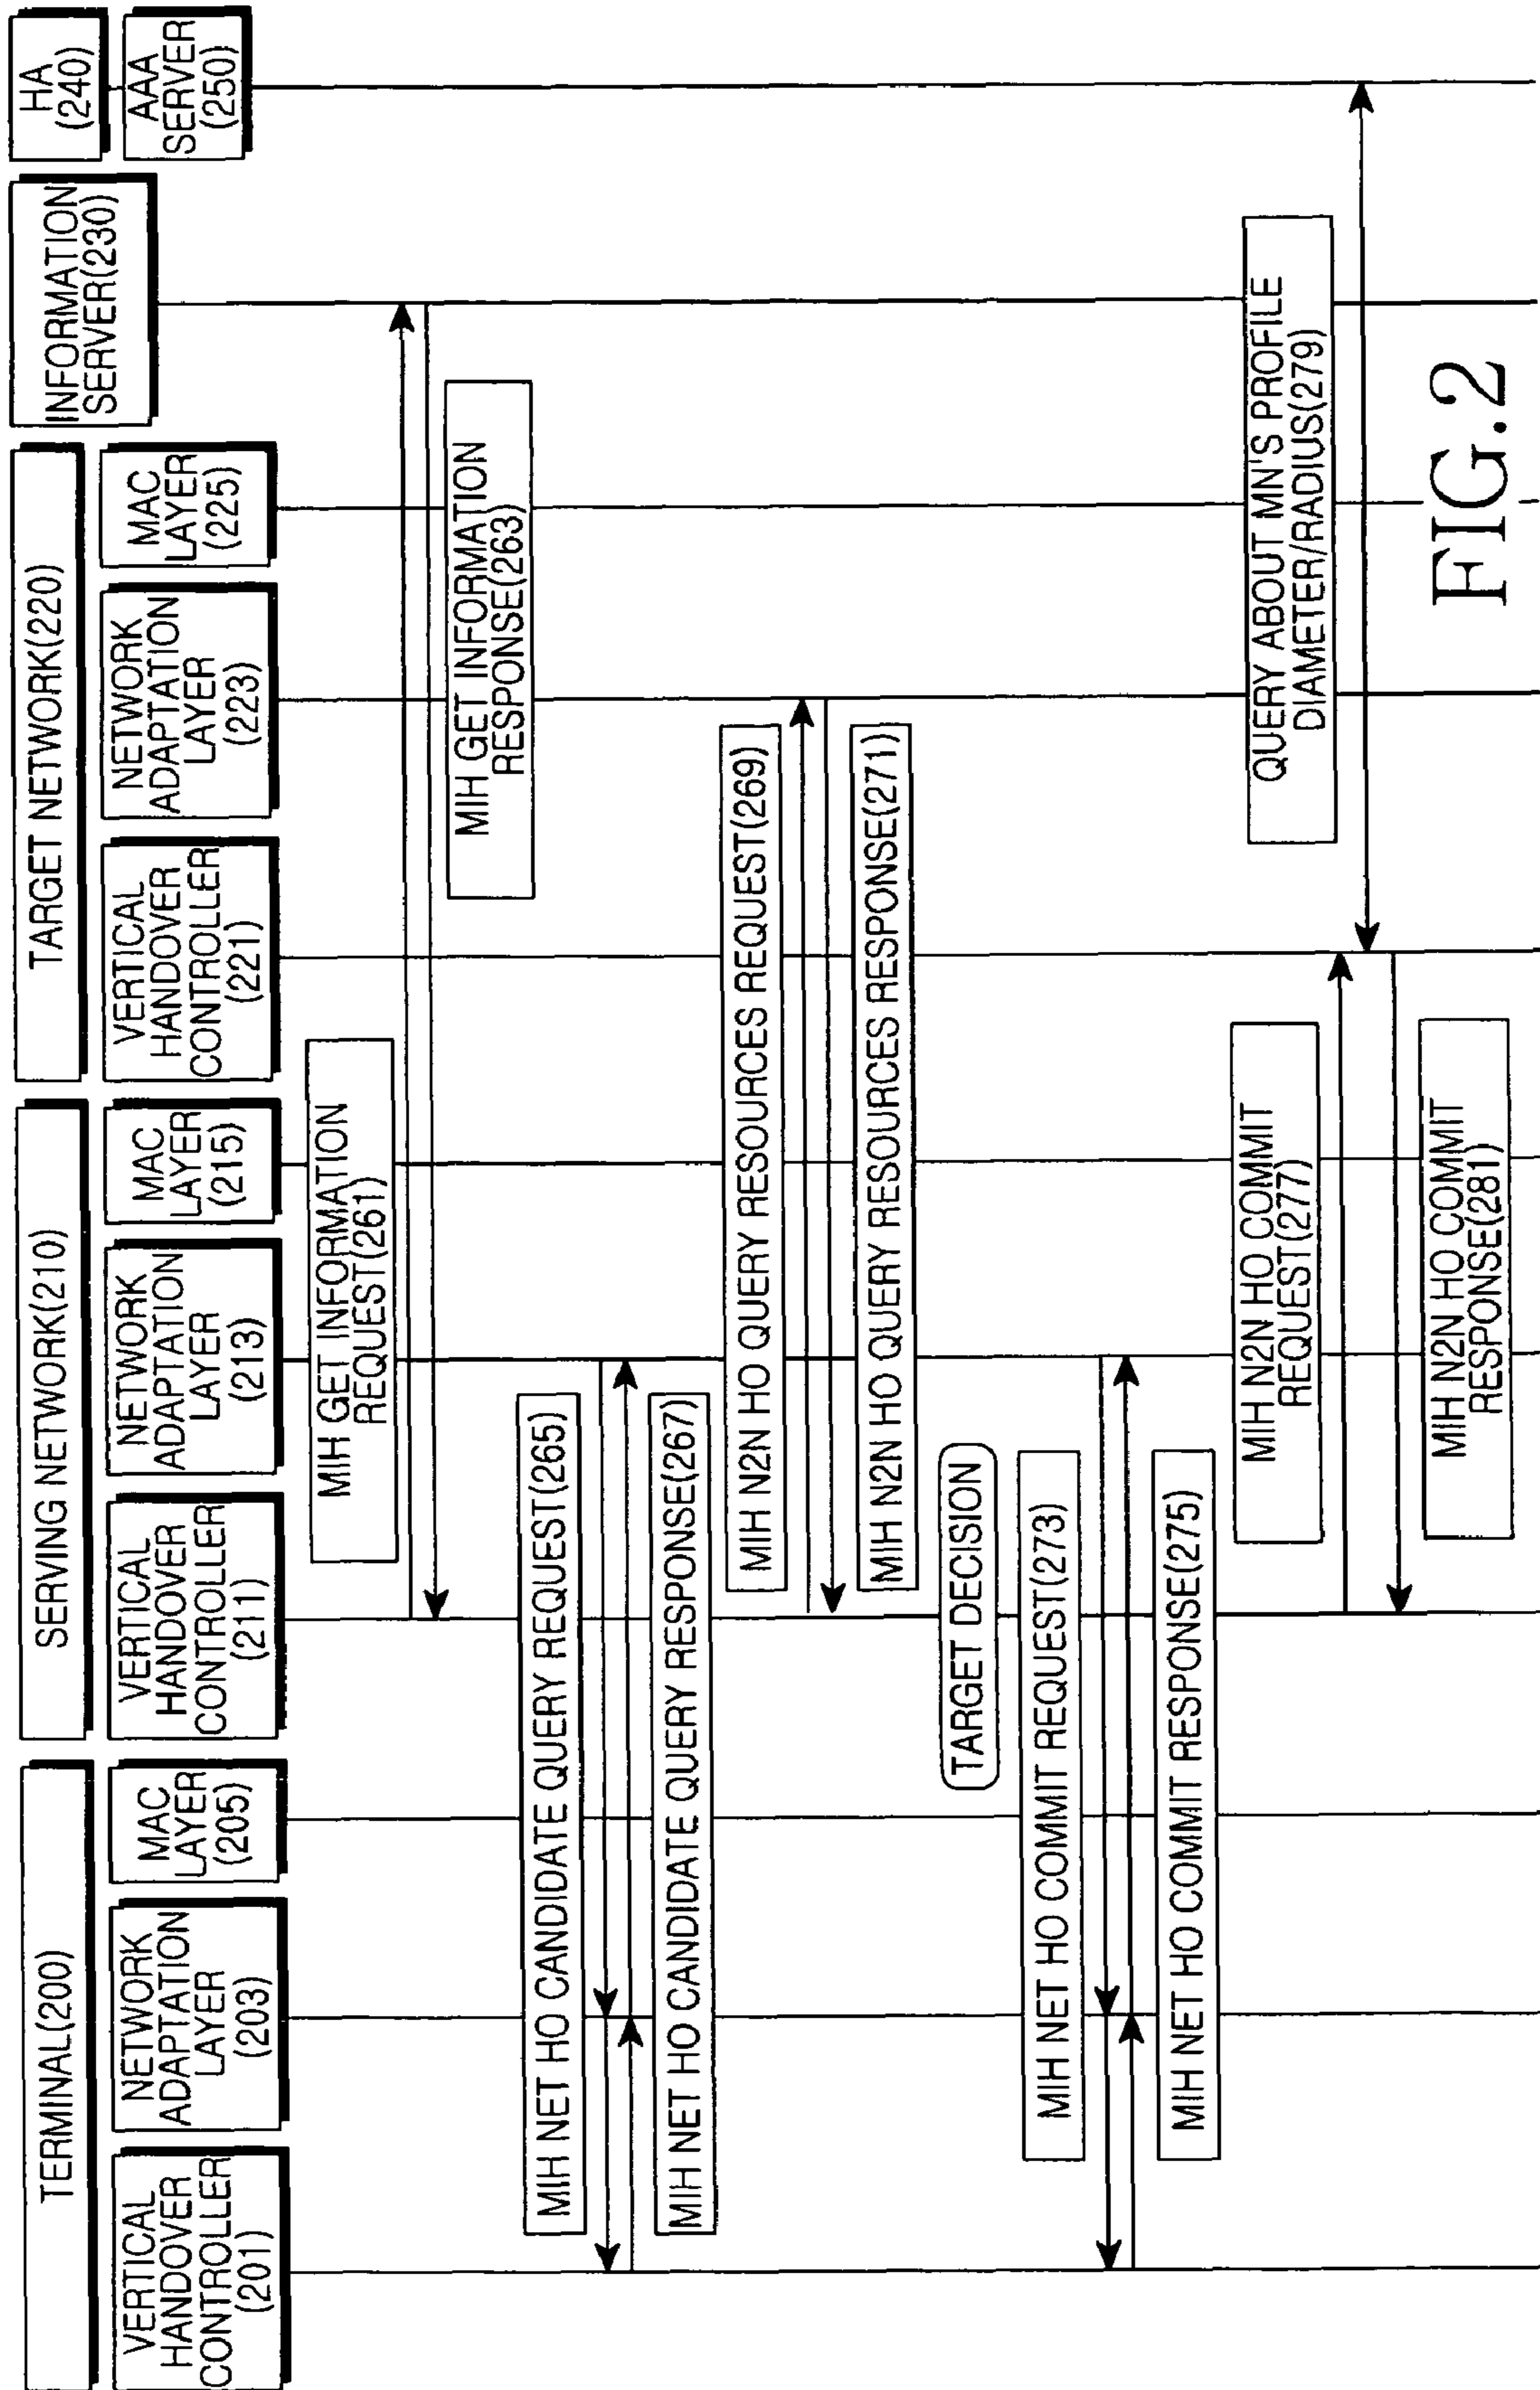 TERMINAL(200)
SERVING NETWORK(210)
TARGET NETWORK(220)
INFORMATION
SERVER(230)
HA
(240)
VERTICAL
HANDOVER
CONTROLLER
(201)
NETWORK
ADAPTATION
LAYER
(203)
MAC
LAYER
(205)
VERTICAL
HANDOVER
CONTROLLER
(211)
NETWORK
ADAPTATION
LAYER
(213)
MAC
LAYER
(215)
VERTICAL
HANDOVER
CONTROLLER
(221)
NETWORK
ADAPTATION
LAYER
(223)
MAC
LAYER
(225)
AAA
SERVER
(250)
MIH GET INFORMATION
REQUEST(261)
MIH GET INFORMATION
RESPONSE(263)
MIH NET HO CANDIDATE QUERY REQUEST(265)
MIH NET HO CANDIDATE QUERY RESPONSE(267)
MIH N2N HO QUERY RESOURCES REQUEST(269)
MIH N2N HO QUERY RESOURCES RESPONSE(271)
TARGET DECISION
MIH NET HO COMMIT REQUEST(273)
MIH NET HO COMMIT RESPONSE(275)
MIH N2N HO COMMIT
REQUEST(277)
QUERY ABOUT MN'S PROFILE
DIAMETER/RADIUS(279)
MIH N2N HO COMMIT
RESPONSE(281)
FIG.2